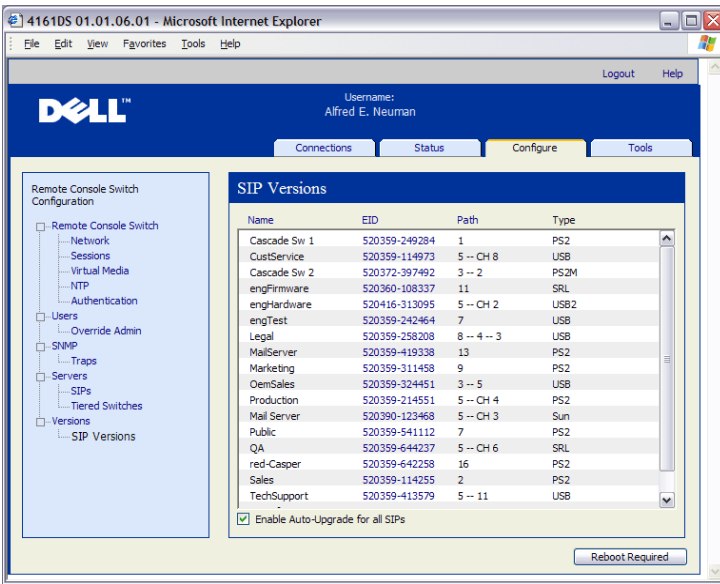 4161DS 01.01.06.01 - Microsoft Internet Explorer
File Edit View Favorites Tools Help
Logout Help
DELL™
Username:
Alfred E. Neuman
Connections Status Configure Tools
Remote Console Switch
Configuration
Remote Console Switch
Network
Sessions
Virtual Media
NTP
Authentication
Users
Override Admin
SNMP
Traps
Servers
SIPs
Tiered Switches
Versions
SIP Versions
SIP Versions
Name EID Path Type
Cascade Sw 1 520359-249284 1 PS2
CustService 520359-114973 5 -- CH 8 USB
Cascade Sw 2 520372-397492 3 -- 2 PS2M
engFirmware 520360-108337 11 SRL
engHardware 520416-313095 5 -- CH 2 USB2
engTest 520359-242464 7 USB
Legal 520359-258208 8 -- 4 -- 3 USB
MailServer 520359-419338 13 PS2
Marketing 520359-311458 9 PS2
OemSales 520359-324451 3 -- 5 USB
Production 520359-214551 5 -- CH 4 PS2
Mail Server 520390-123468 5 -- CH 3 Sun
Public 520359-541112 7 PS2
QA 520359-644237 5 -- CH 6 SRL
red-Casper 520359-642258 16 PS2
Sales 520359-114255 2 PS2
TechSupport 520359-413579 5 -- 11 USB
Enable Auto-Upgrade for all SIPs
Reboot Required